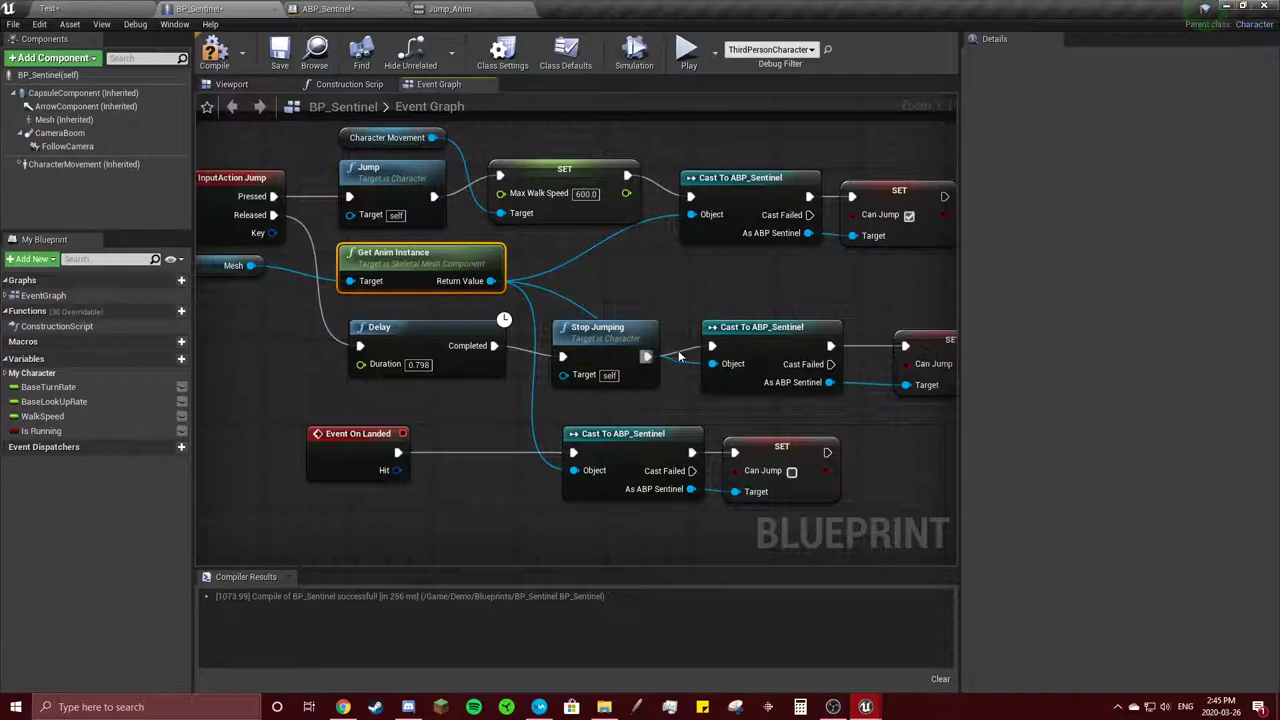 Test*
BP_Sentinel*
ABP_Sentinel*
Jump_Anim
File Edit Asset View Debug Window Help
Parent class: Character
Components
+Add Component
Search
BP_Sentinel(self)
CapsuleComponent (Inherited)
ArrowComponent (Inherited)
Mesh (Inherited)
CameraBoom
FollowCamera
CharacterMovement (Inherited)
Compile
Save
Browse
Find
Hide Unrelated
Class Settings
Class Defaults
Simulation
Play
ThirdPersonCharacter
Debug Filter
Details
Viewport
Construction Scrip
Event Graph
BP_Sentinel > Event Graph
Character Movement
InputAction Jump
Pressed
Released
Key
Jump
Target is Character
Target self
SET
Max Walk Speed 600.0
Target
Cast To ABP_Sentinel
Object
Cast Failed
As ABP Sentinel
SET
Can Jump
Target
Mesh
Get Anim Instance
Target is Skeletal Mesh Component
Target
Return Value
Delay
Completed
Duration 0.798
Stop Jumping
Target is Character
Target self
Cast To ABP_Sentinel
Object
Cast Failed
As ABP Sentinel
SE
Can Jump
Target
Event On Landed
Hit
Cast To ABP_Sentinel
Object
Cast Failed
As ABP Sentinel
SET
Can Jump
Target
BLUEPRINT
My Blueprint
+Add New
Search.
Graphs
EventGraph
Functions (30 Overridable)
ConstructionScript
Macros
Variables
My Character
BaseTurnRate
BaseLookUpRate
WalkSpeed
Is Running
Event Dispatchers
Compiler Results
[1073.99] Compile of BP_Sentinel successful! [in 256 ms] (/Game/Demo/Blueprints/BP_Sentinel BP_Sentinel)
Clear
Type here to search
2:45 PM
2020-03-26